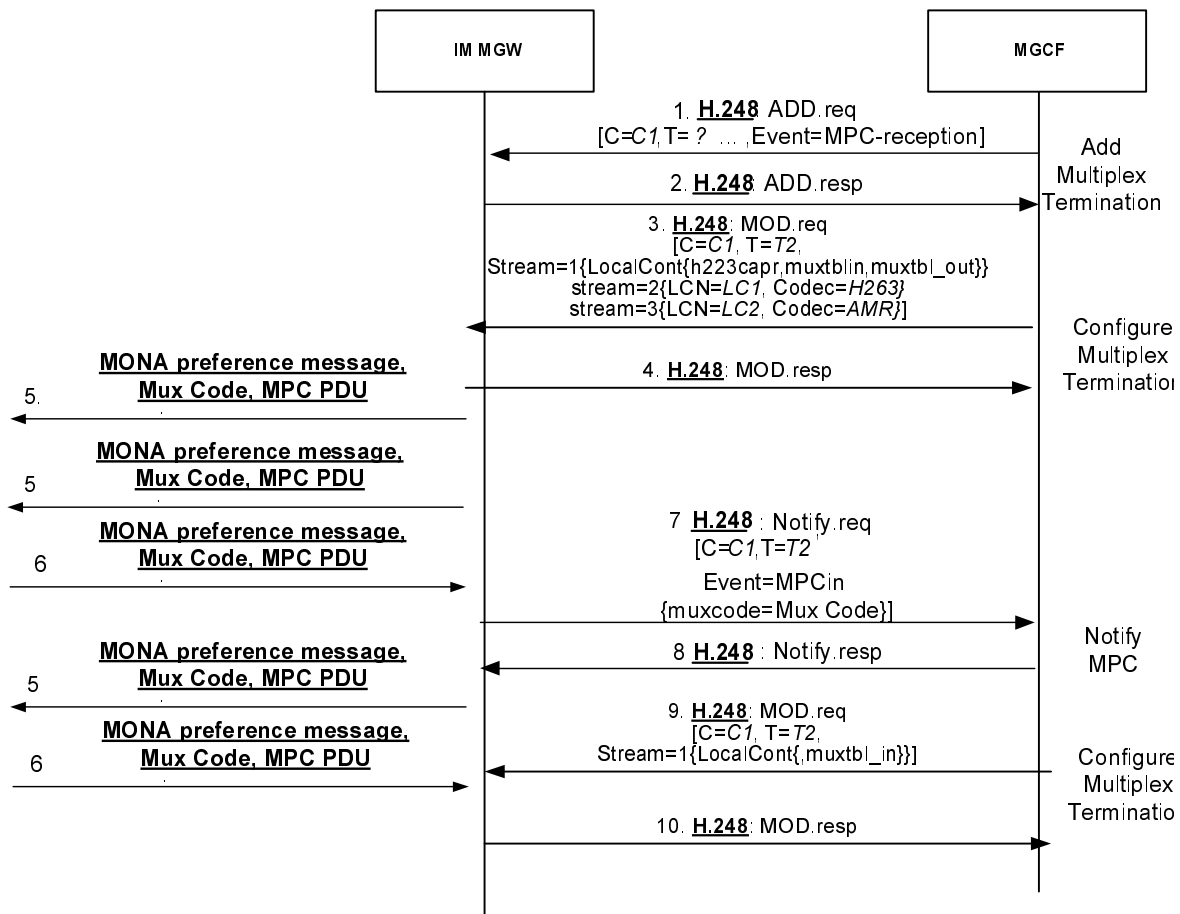 IM MGW
MGCF
1. H.248: ADD.req
[C=C1,T= ? ... ,Event=MPC-reception]
Add
Multiplex
Termination
2. H.248: ADD.resp
3. H.248: MOD.req
[C=C1, T=T2,
Stream=1{LocalCont{h223capr,muxtblin,muxtbl_out}}
stream=2{LCN=LC1, Codec=H263}
stream=3{LCN=LC2, Codec=AMR}]
Configure
Multiplex
Termination
MONA preference message,
Mux Code, MPC PDU
5.
4. H.248: MOD.resp
MONA preference message,
Mux Code, MPC PDU
5
MONA preference message,
Mux Code, MPC PDU
6
7 H.248 : Notify.req
[C=C1,T=T2
Event=MPCin
{muxcode=Mux Code}]
Notify
MPC
8 H.248 : Notify.resp
MONA preference message,
Mux Code, MPC PDU
5
9. H.248: MOD.req
[C=C1, T=T2,
Stream=1{LocalCont{,muxtbl_in}}]
MONA preference message,
Mux Code, MPC PDU
6
Configure
Multiplex
Terminatio
10. H.248: MOD.resp